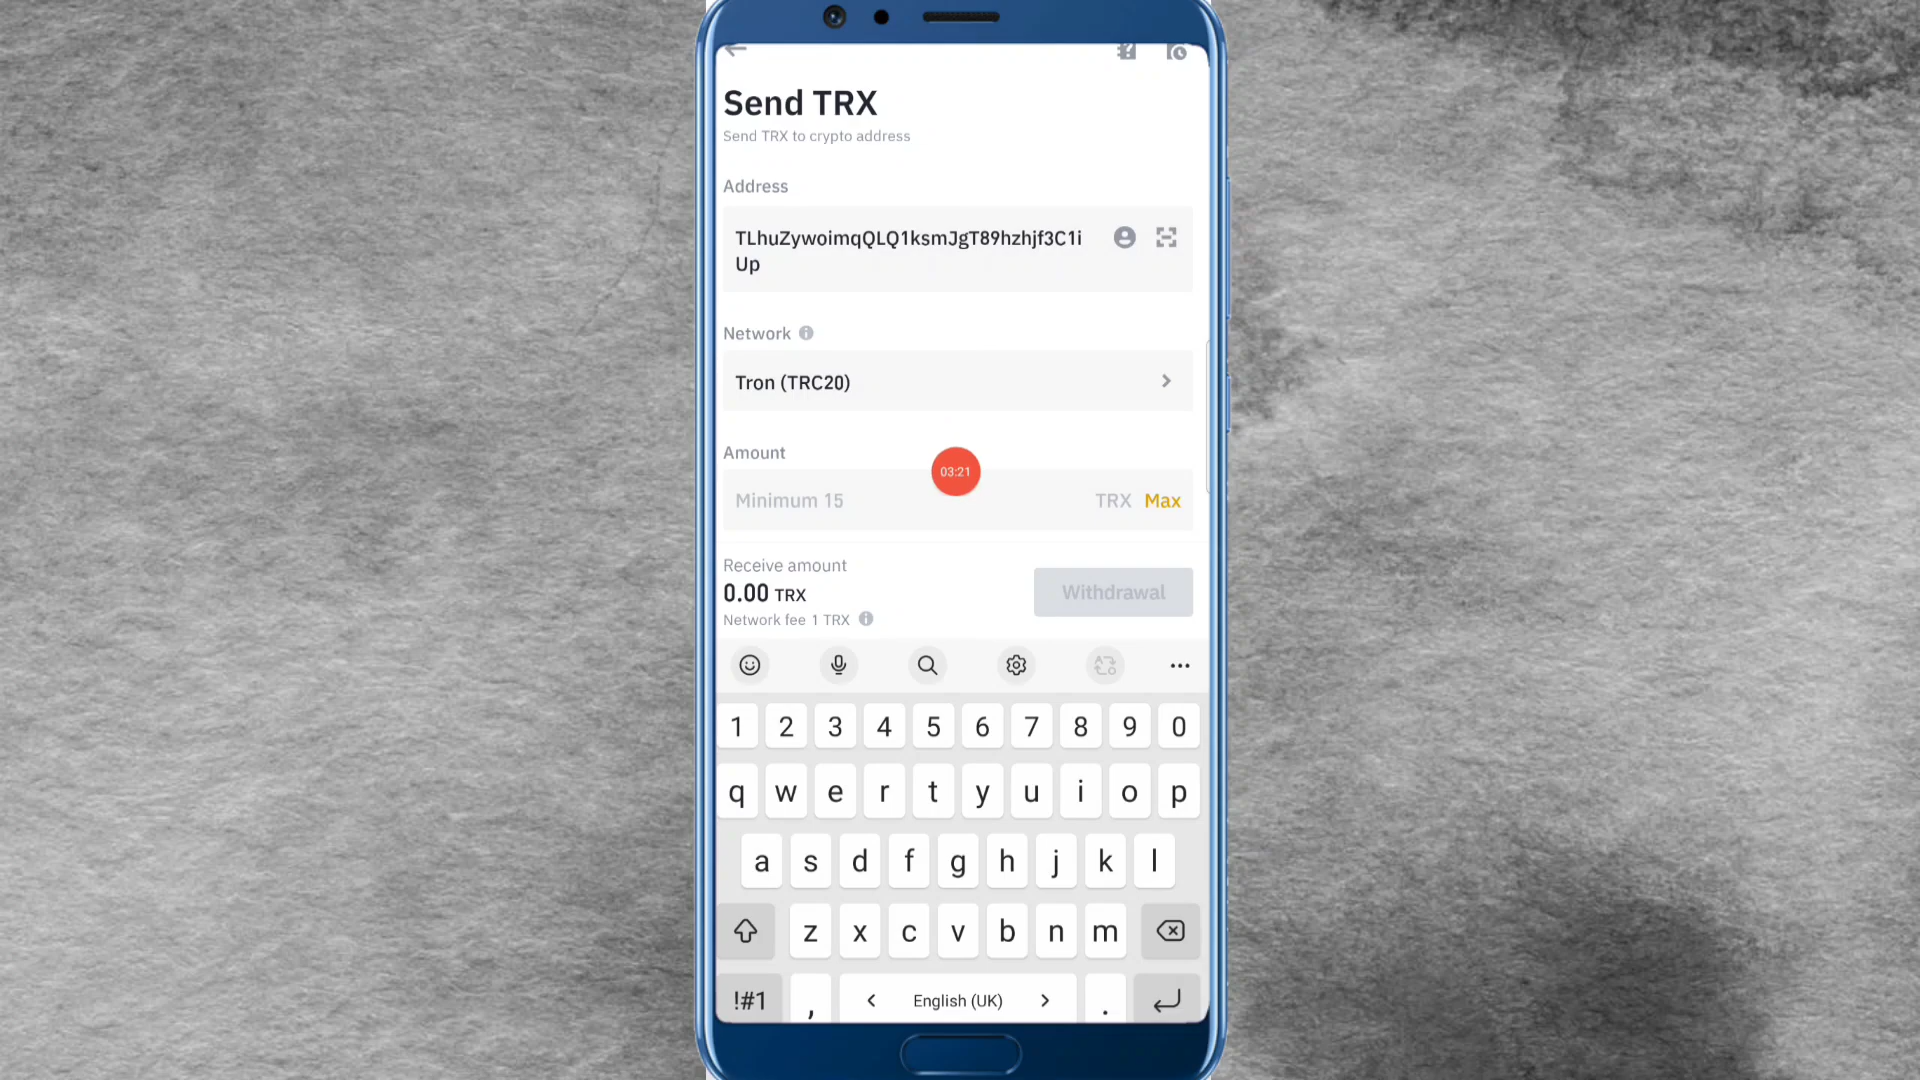 Send TRX
Send TRX to crypto address
Address
TLhuZywoimqQLQ1ksmJgT89hzhjf3C1i
Up
Network
Tron (TRC20)
Amount
03:21
Minimum 15 TRX Max
Receive amount
0.00 TRX
Withdrawal
Network fee 1 TRX
1 2 3 4 5 6 7 8 9 0
q w e r t y u i o p
a s d f g h j k l
z x c v b n m
!#1 , < English (UK) > .